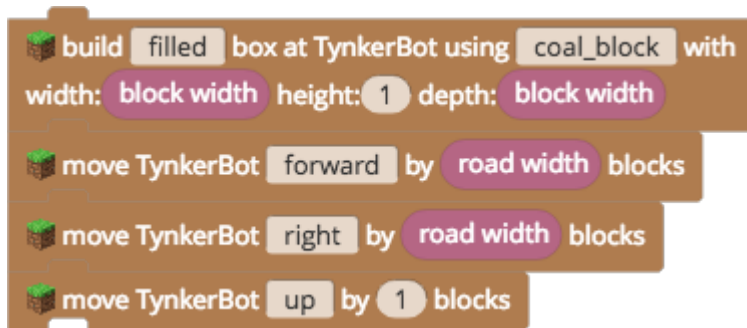 build filled box at TynkerBot using coal_block with
width: block width height: 1 depth: block width
move TynkerBot forward by road width blocks
move TynkerBot right by road width blocks
move TynkerBot up by 1 blocks